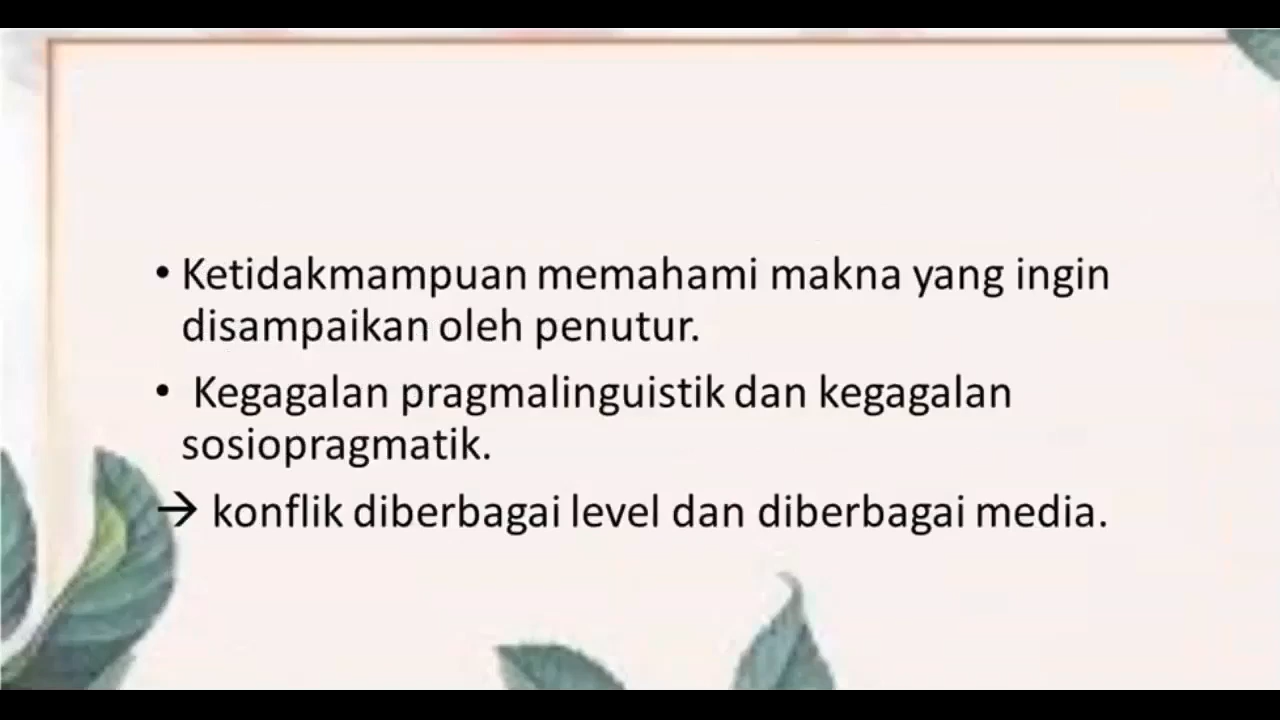 • Ketidakmampuan memahami makna yang ingin
disampaikan oleh penutur.
• Kegagalan pragmalinguistik dan kegagalan
sosiopragmatik.
→ konflik diberbagai level dan diberbagai media.